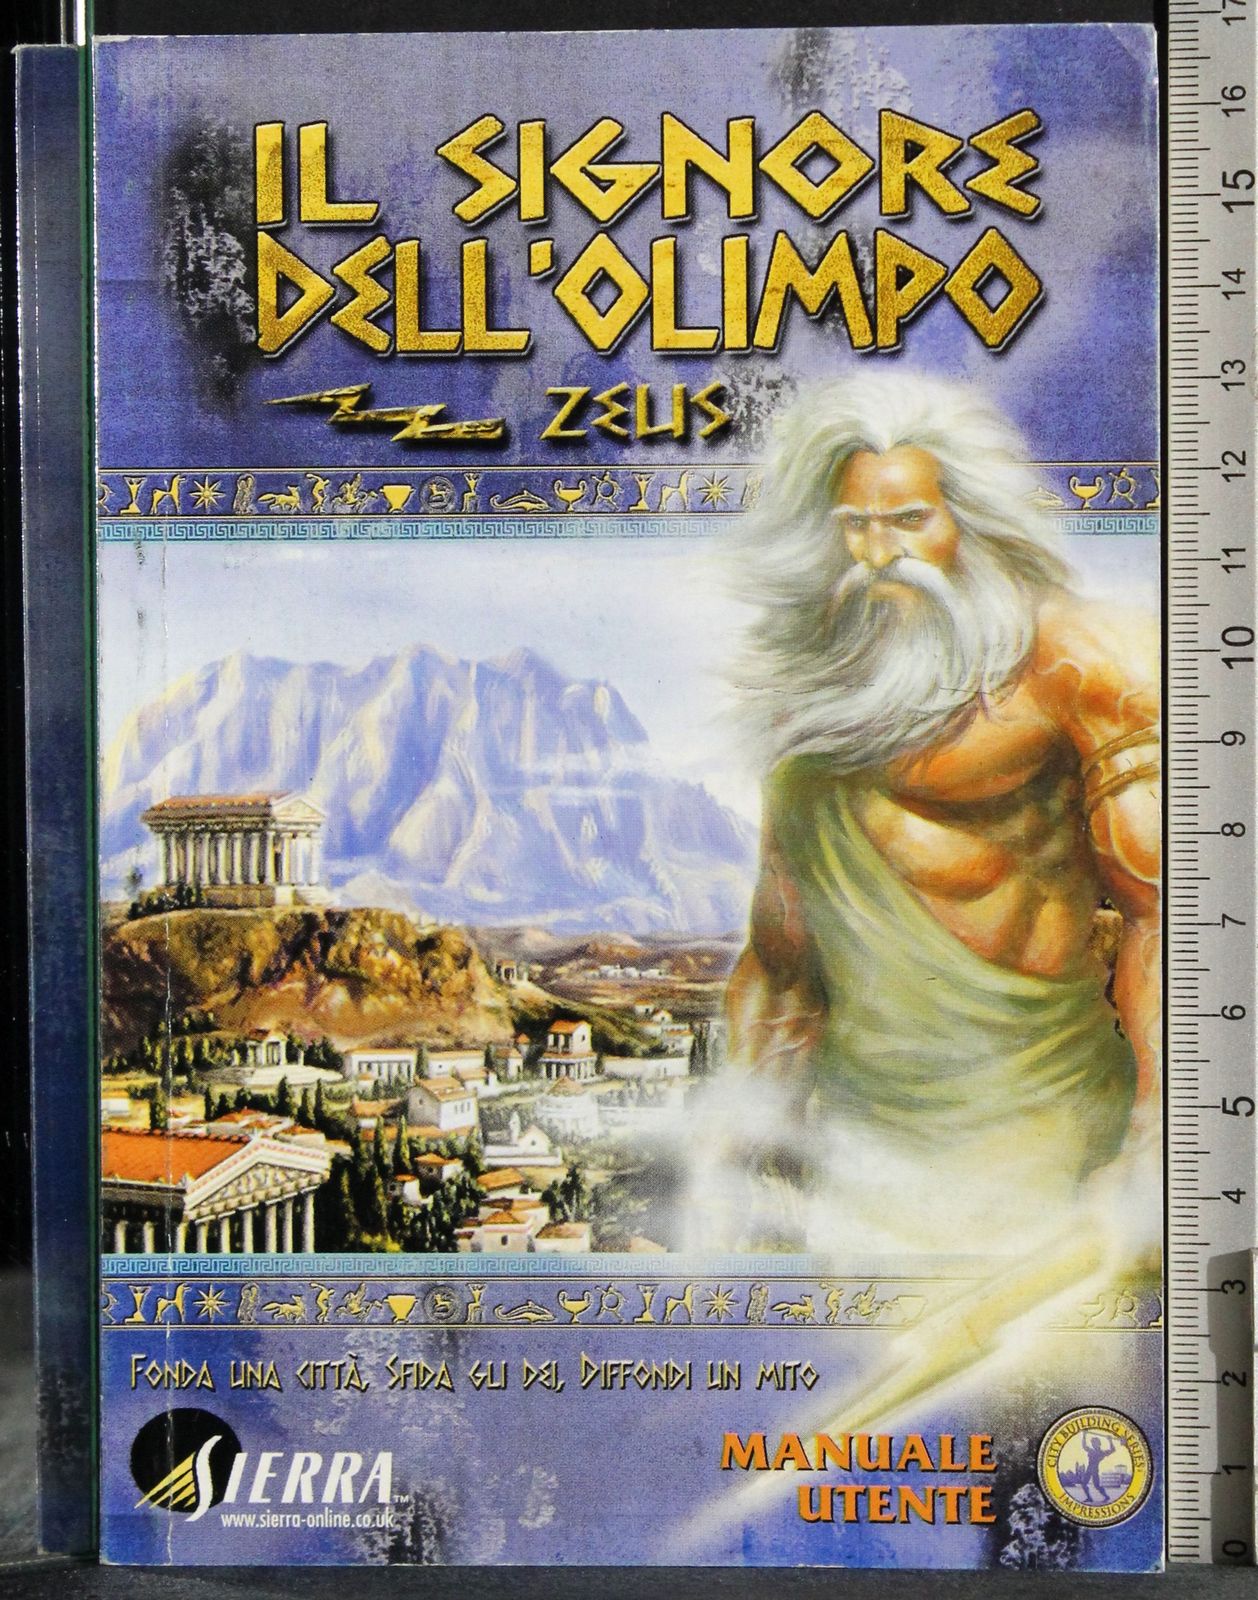 IL SIGNORE
DELL'OLIMPO
ZEUS
FONDA UNA CITTÀ, SFIDA GLI DEI, DIFFONDI UN MITO
SIERRA™
www.sierra-online.co.uk
MANUALE
UTENTE
CITY BUILDING SERIES
IMPRESSIONS
17
16
15
14
13
12
11
10
9
8
7
6
5
4
3
2
1
0